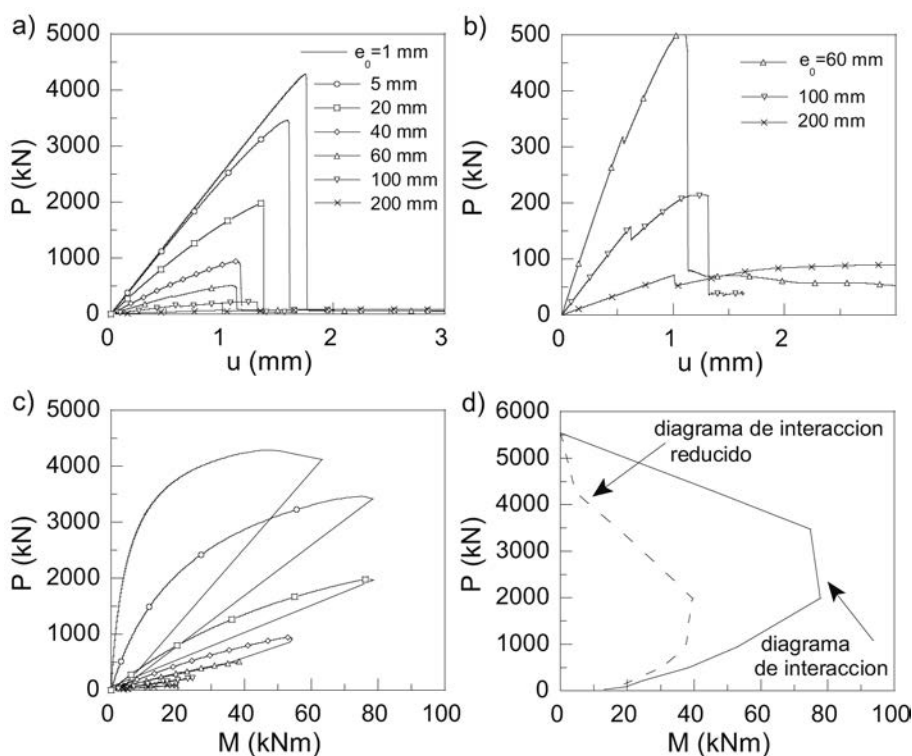 a)
5000
4000
3000
2000
1000
0
P (kN)
0 1 2 3
u (mm)
e0=1 mm
5 mm
20 mm
40 mm
60 mm
100 mm
200 mm
b)
500
400
300
200
100
0
P (kN)
0 1 2
u (mm)
e0=60 mm
100 mm
200 mm
c)
5000
4000
3000
2000
1000
0
P (kN)
0 20 40 60 80 100
M (kNm)
d)
6000
5000
4000
3000
2000
1000
0
P (kN)
0 20 40 60 80 100
M (kNm)
diagrama de interaccion
reducido
diagrama
de interaccion